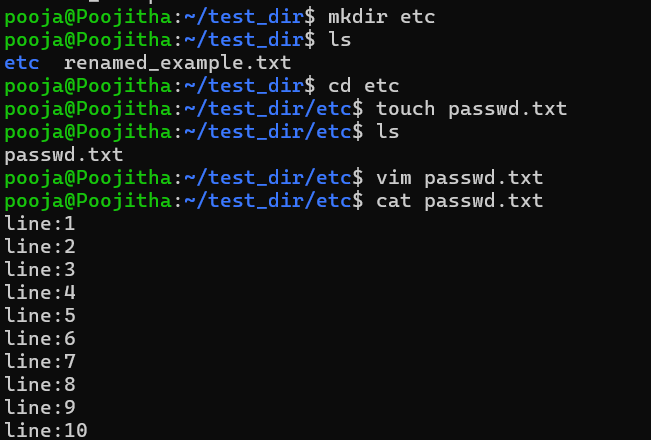 pooja@Poojitha:~/test_dir$ mkdir etc
pooja@Poojitha:~/test_dir$ ls
etc  renamed_example.txt
pooja@Poojitha:~/test_dir$ cd etc
pooja@Poojitha:~/test_dir/etc$ touch passwd.txt
pooja@Poojitha:~/test_dir/etc$ ls
passwd.txt
pooja@Poojitha:~/test_dir/etc$ vim passwd.txt
pooja@Poojitha:~/test_dir/etc$ cat passwd.txt
line:1
line:2
line:3
line:4
line:5
line:6
line:7
line:8
line:9
line:10